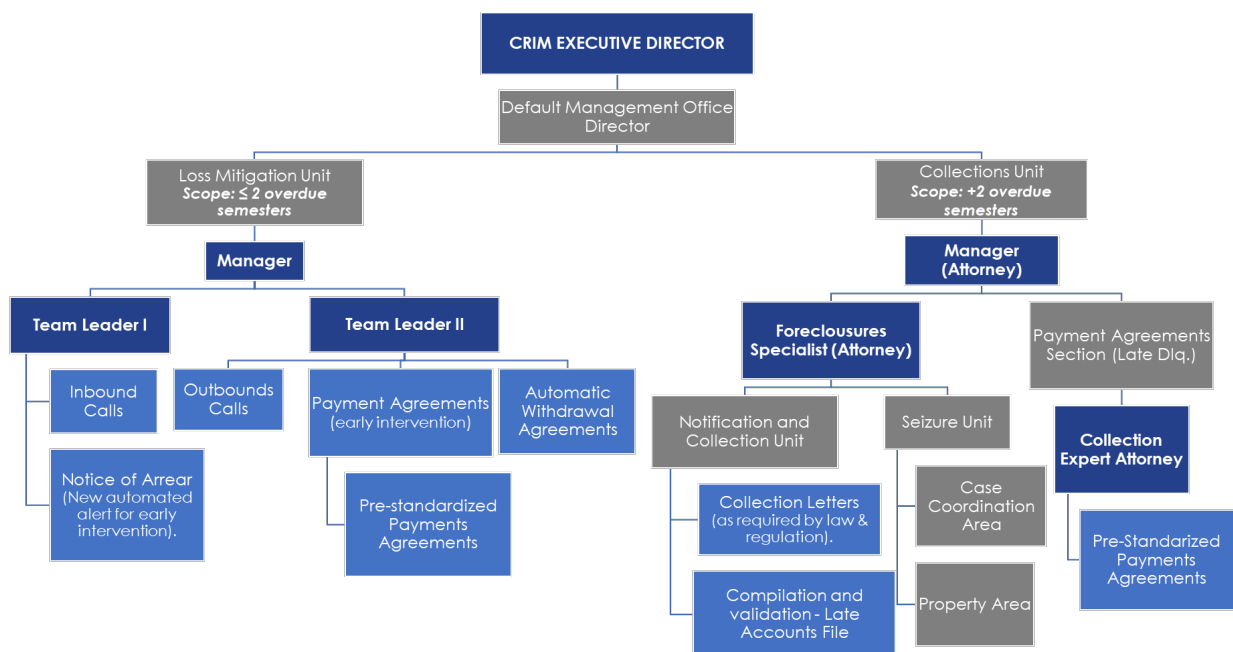 CRIM EXECUTIVE DIRECTOR
Default Management Office
Director
Loss Mitigation Unit
Scope: ≤ 2 overdue
semesters
Collections Unit
Scope: +2 overdue
semesters
Manager
Manager
(Attorney)
Team Leader I
Team Leader II
Foreclousures
Specialist (Attorney)
Payment Agreements
Section (Late Dlq.)
Inbound
Calls
Outbounds
Calls
Payment Agreements
(early intervention)
Automatic
Withdrawal
Agreements
Notification and
Collection Unit
Seizure Unit
Collection
Expert Attorney
Notice of Arrear
(New automated
alert for early
intervention).
Pre-standardized
Payments
Agreements
Collection Letters
(as required by law &
regulation).
Case
Coordination
Area
Pre-Standarized
Payments
Agreements
Compilation and
validation - Late
Accounts File
Property Area